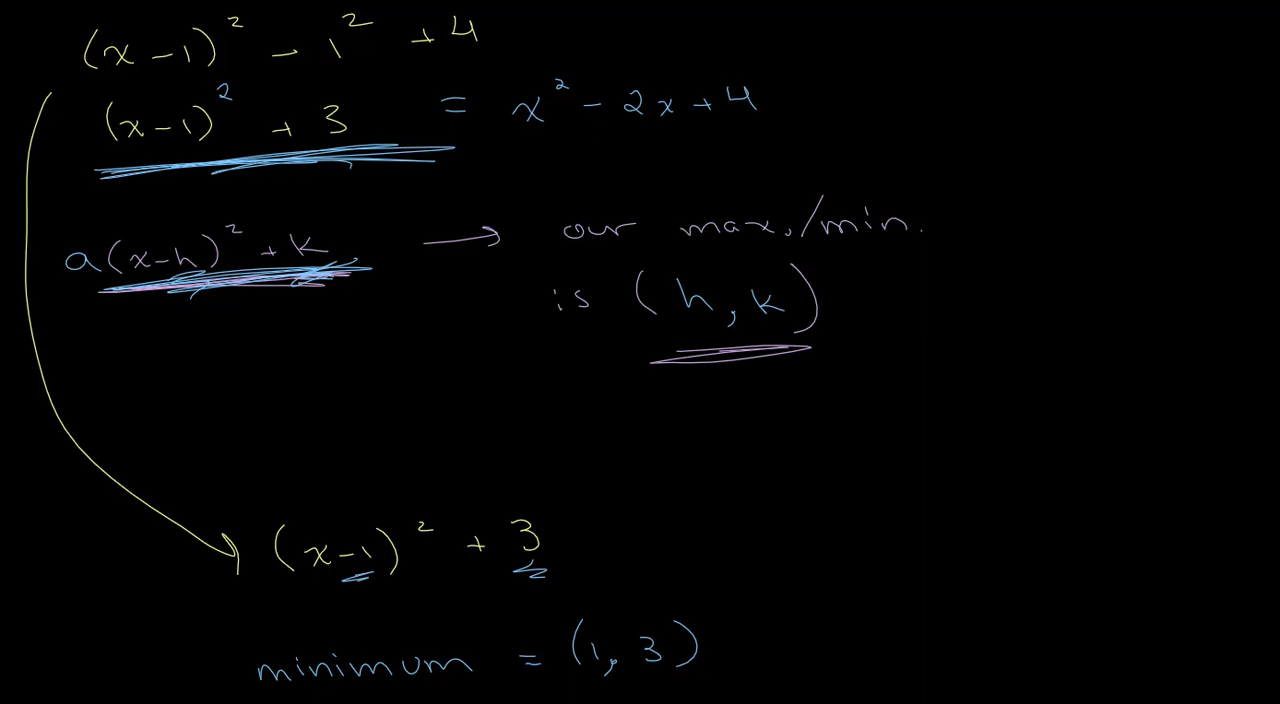 (x-1)² - 1² + 4
(x-1)² + 3 = x² - 2x + 4
a(x-h)² + k → our max./min.
is (h, k)
(x-1)² + 3
minimum = (1, 3)